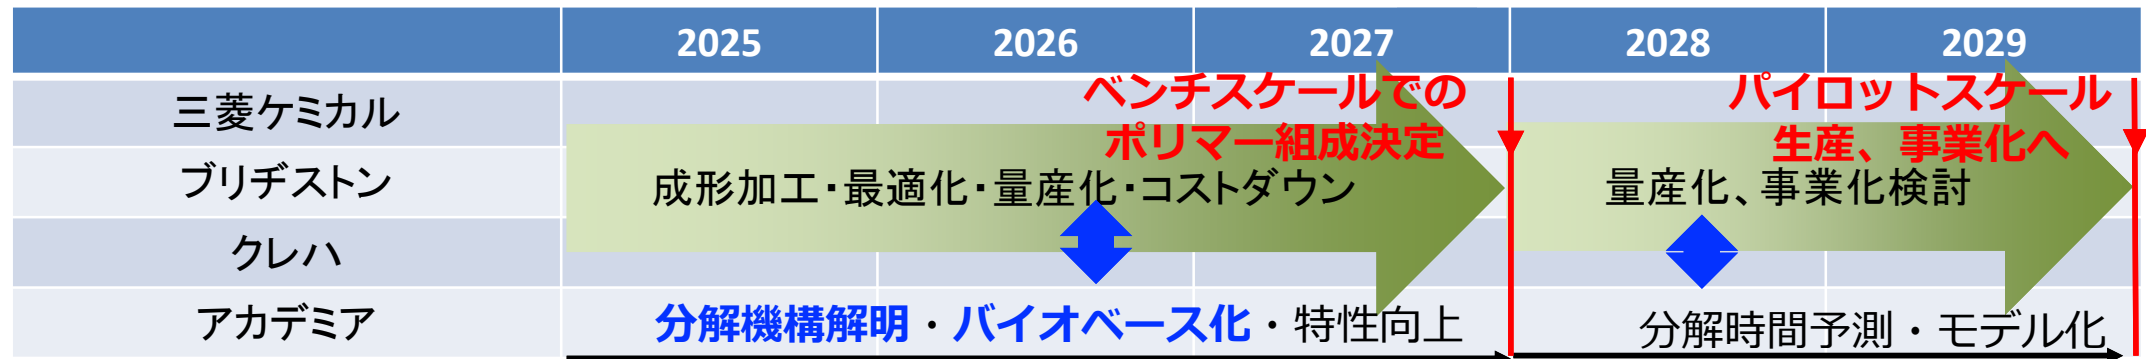 2025 2026 2027 2028 2029
三菱ケミカル
ブリヂストン
クレハ
アカデミア
ベンチスケールでの
ポリマー組成決定
成形加工・最適化・量産化・コストダウン
分解機構解明・バイオベース化・特性向上
パイロットスケール
生産、事業化へ
量産化、事業化検討
分解時間予測・モデル化